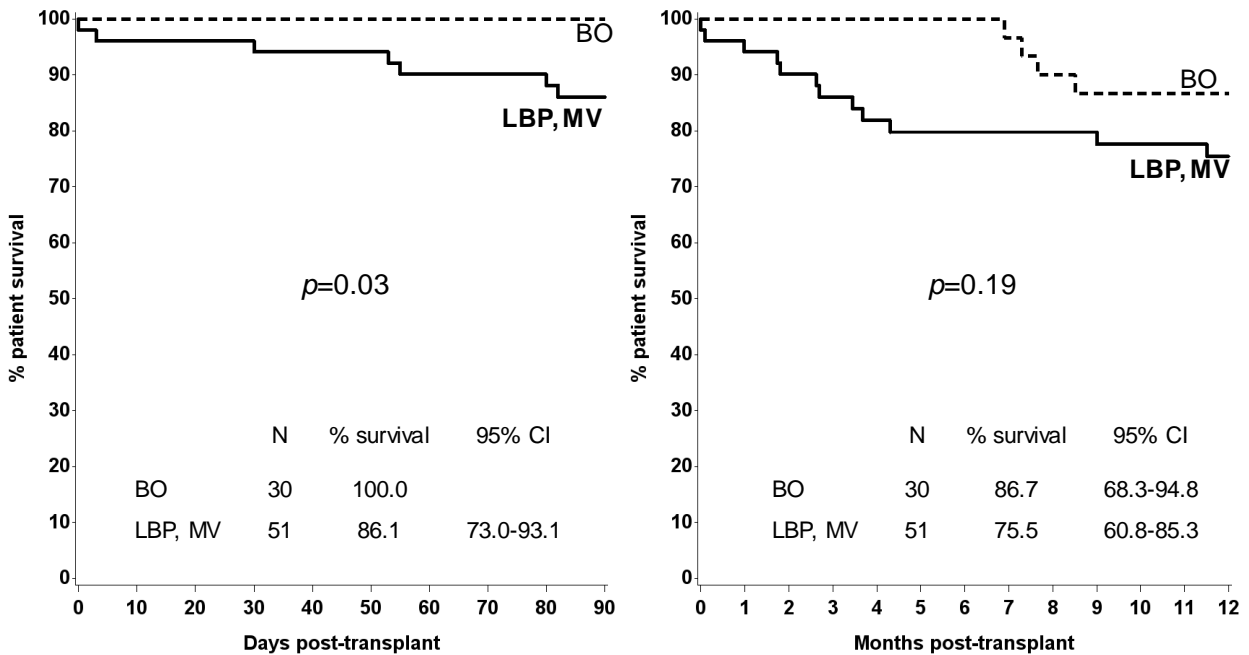 % patient survival
100
90
80
70
60
50
40
30
20
10
0
BO
LBP, MV
p=0.03
N % survival 95% CI
BO 30 100.0
LBP, MV 51 86.1 73.0-93.1
0 10 20 30 40 50 60 70 80 90
Days post-transplant
% patient survival
100
90
80
70
60
50
40
30
20
10
0
BO
LBP, MV
p=0.19
N % survival 95% CI
BO 30 86.7 68.3-94.8
LBP, MV 51 75.5 60.8-85.3
0 1 2 3 4 5 6 7 8 9 10 11 12
Months post-transplant